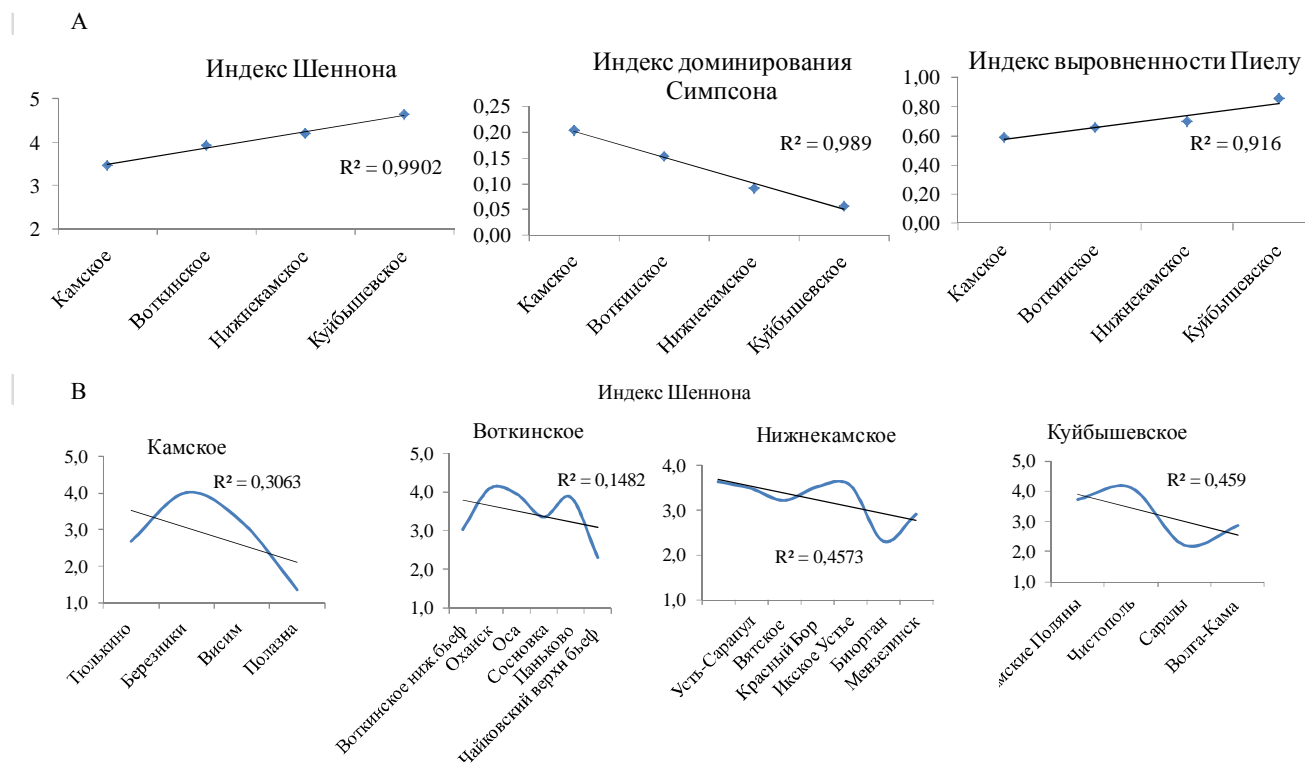 A
Индекс Шеннона
5
4
3
2
R² = 0,9902
Камское
Воткинское
Нижнекамское
Куйбышевское
Индекс доминирования
Симпсона
0,25
0,20
0,15
0,10
0,05
0,00
R² = 0,989
Камское
Воткинское
Нижнекамское
Куйбышевское
Индекс выровненности Пиелу
1,00
0,80
0,60
0,40
0,20
0,00
R² = 0,916
Камское
Воткинское
Нижнекамское
Куйбышевское
B
Индекс Шеннона
Камское
5,0
4,0
3,0
2,0
1,0
R² = 0,3063
Тюлькино
Березники
Висим
Полазна
Воткинское
5,0
4,0
3,0
2,0
1,0
R² = 0,1482
Воткинское ниж.бьеф
Оханск
Оса
Сосновка
Паньково
Чайковский верхн бьеф
Нижнекамское
4,0
3,0
2,0
1,0
R² = 0,4573
Усть-Сарапул
Вятское
Красный Бор
Икское Устье
Биорган
Мензелинск
Куйбышевское
5,0
4,0
3,0
2,0
1,0
R² = 0,459
мские Поляны
Чистополь
Саралы
Волга-Кама